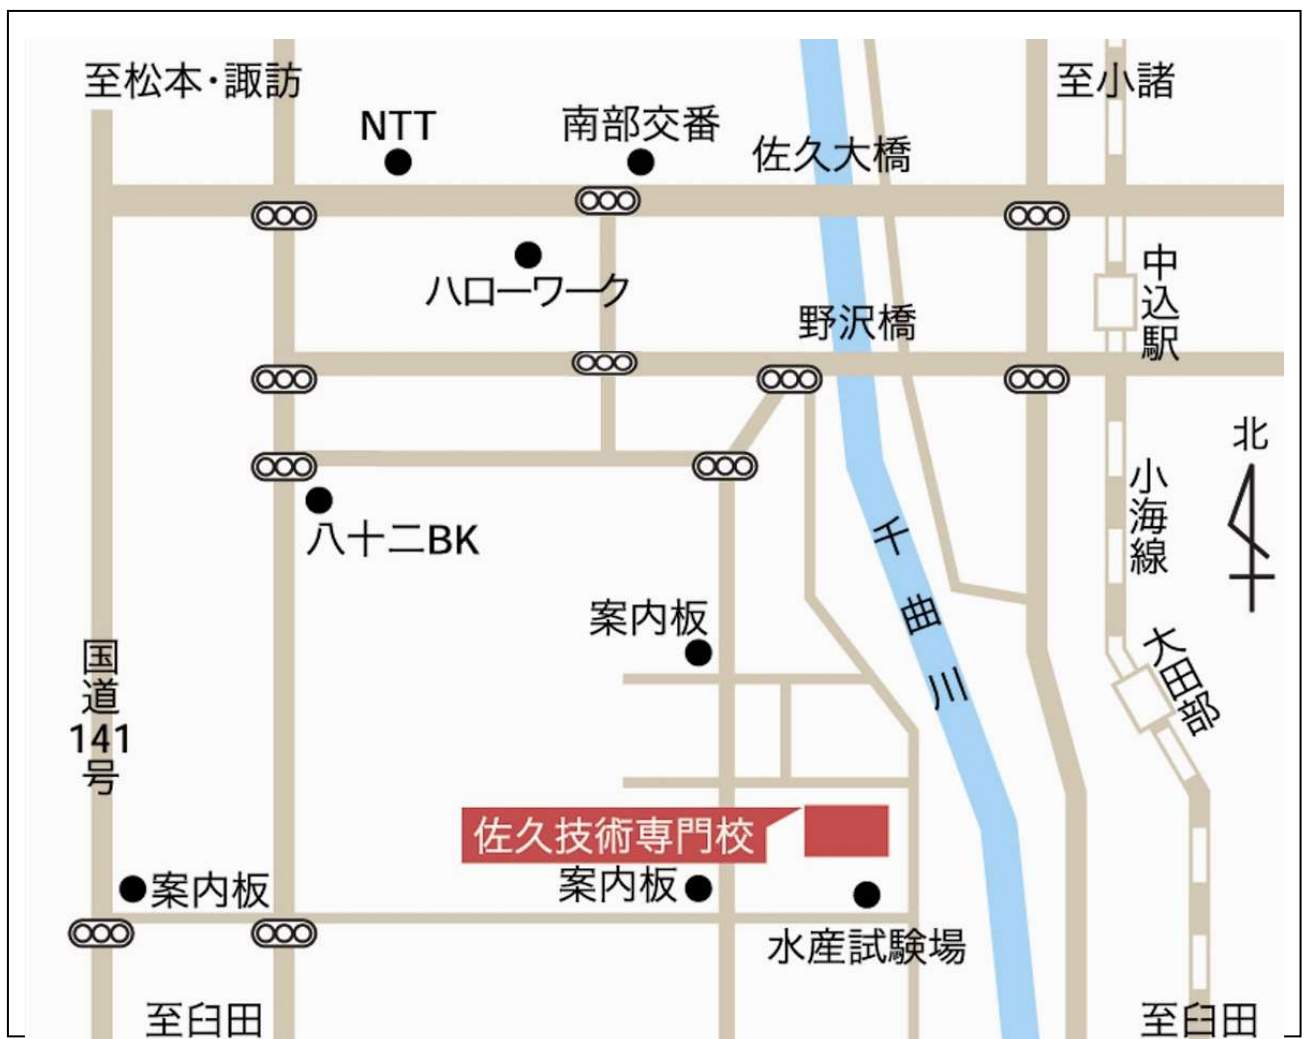 至松本・諏訪
至小諸
NTT
南部交番
佐久大橋
ハローワーク
中込駅
野沢橋
北
小海線
八十二BK
千曲川
案内板
国道
141
号
大田部
佐久技術専門校
案内板
案内板
水産試験場
至臼田
至臼田